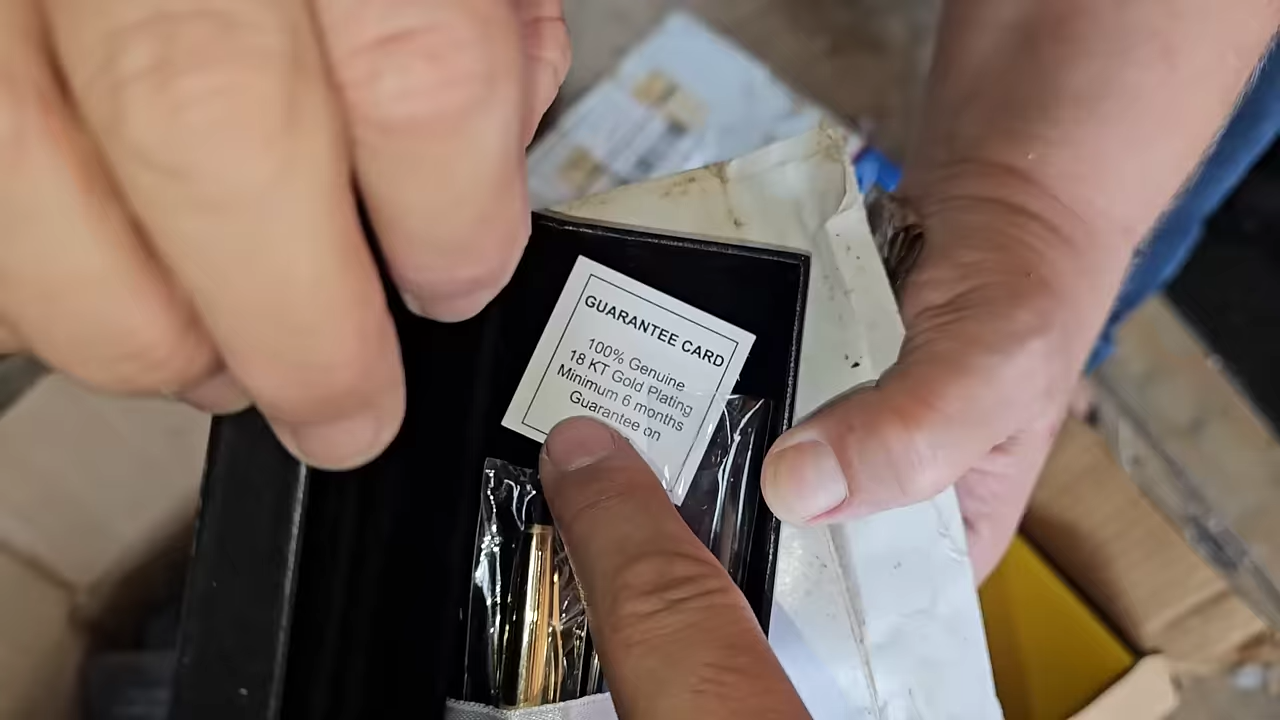 GUARANTEE CARD
100% Genuine
18 KT Gold Plating
Minimum 6 months
Guarantee on